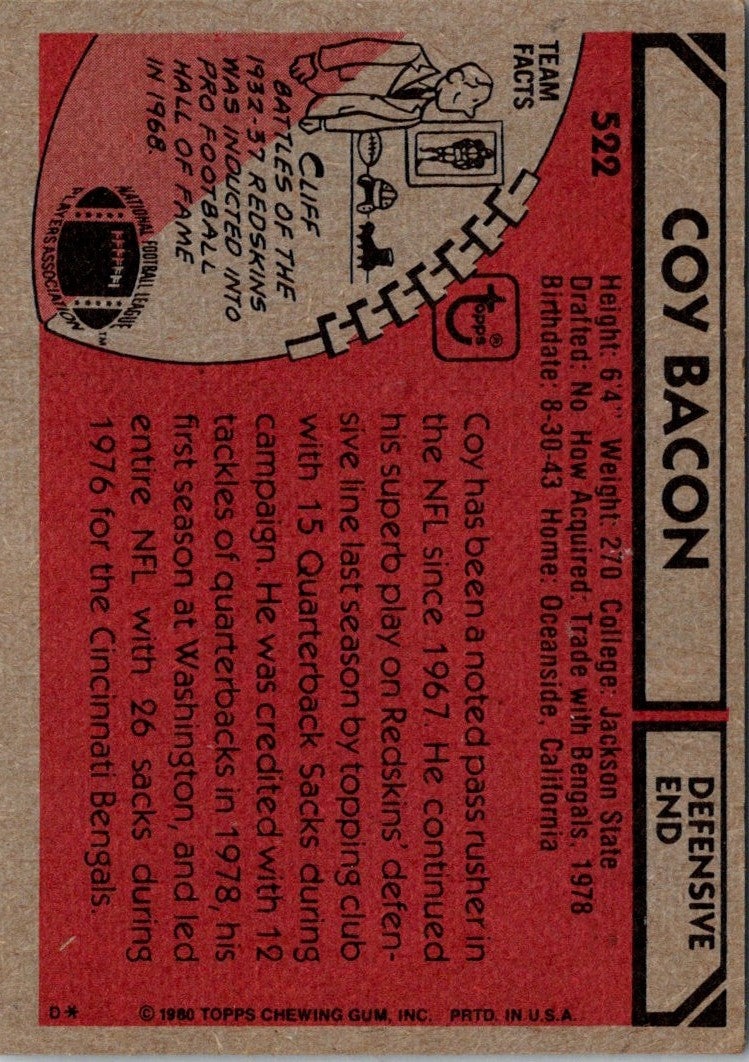 COY BACON
DEFENSIVE
END
522
Height: 6'4" Weight: 270 College: Jackson State
Drafted: No How Acquired: Trade with Bengals, 1978
Birthdate: 8-30-43 Home: Oceanside, California
TEAM
FACTS
CLIFF
BATTLES OF THE
1932-37 REDSKINS
WAS INDUCTED INTO
PRO FOOTBALL
HALL OF FAME
IN 1968.
NATIONAL FOOTBALL LEAGUE
PLAYERS ASSOCIATION
TM
topps®
Coy has been a noted pass rusher in
the NFL since 1967. He continued
his superb play on Redskins' defen-
sive line last season by topping club
with 15 Quarterback Sacks during
campaign. He was credited with 12
tackles of quarterbacks in 1978, his
first season at Washington, and led
entire NFL with 26 sacks during
1976 for the Cincinnati Bengals.
D* © 1980 TOPPS CHEWING GUM, INC. PRTD. IN U.S.A.